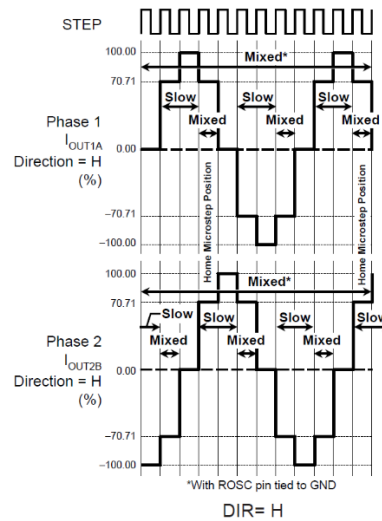 STEP
100.00
Mixed*
70.71
Slow
Slow
Slow
Mixed
Mixed
Mixed
Phase 1
IOUT1A
Direction = H
(%)
0.00
Home Microstep Position
Home Microstep Position
–70.71
–100.00
100.00
Mixed*
70.71
Slow
Slow
Slow
Slow
Mixed
Mixed
Mixed
Phase 2
IOUT2B
Direction = H
(%)
0.00
–70.71
–100.00
*With ROSC pin tied to GND
DIR= H